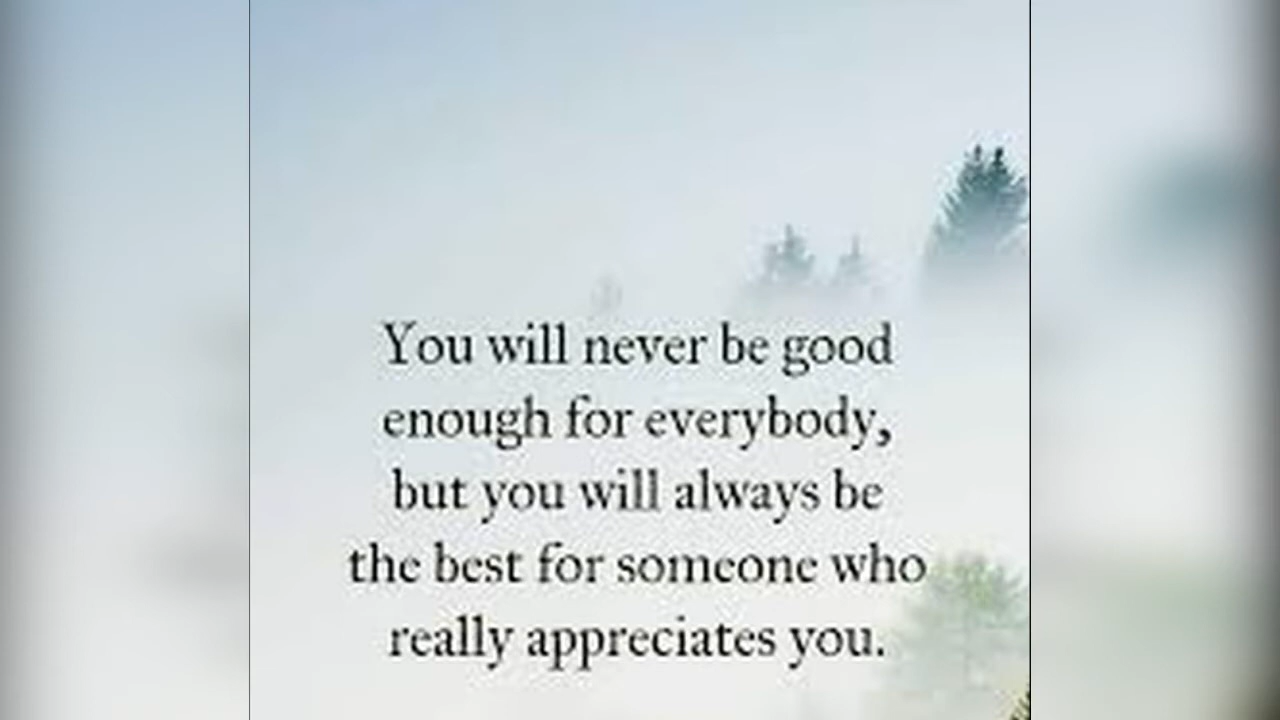 You will never be good
enough for everybody,
but you will always be
the best for someone who
really appreciates you.